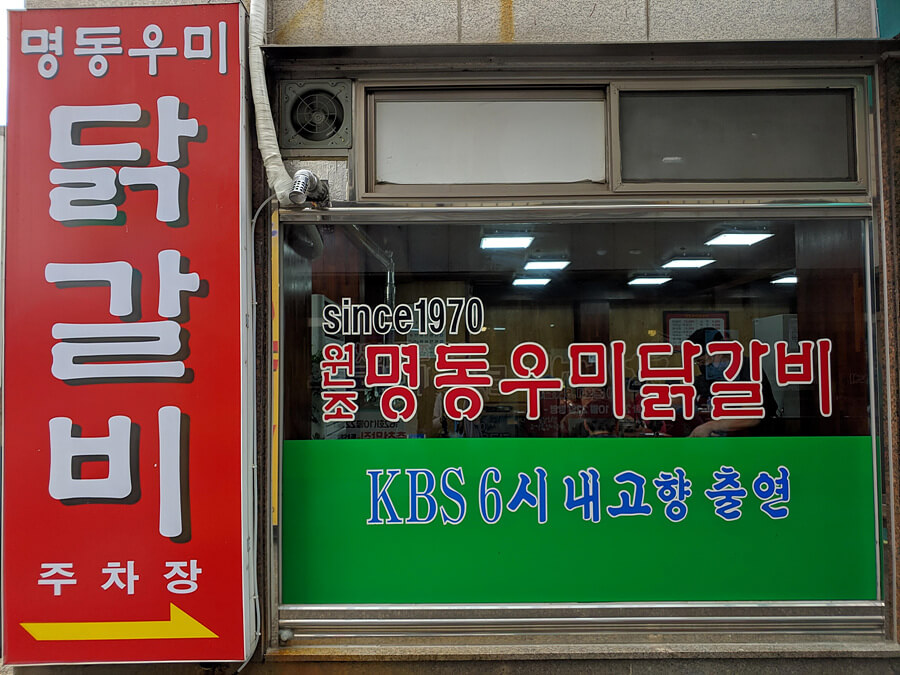 명동우미
닭갈비
주차장
since1970
원조 명동우미닭갈비
KBS 6시 내고향 출연